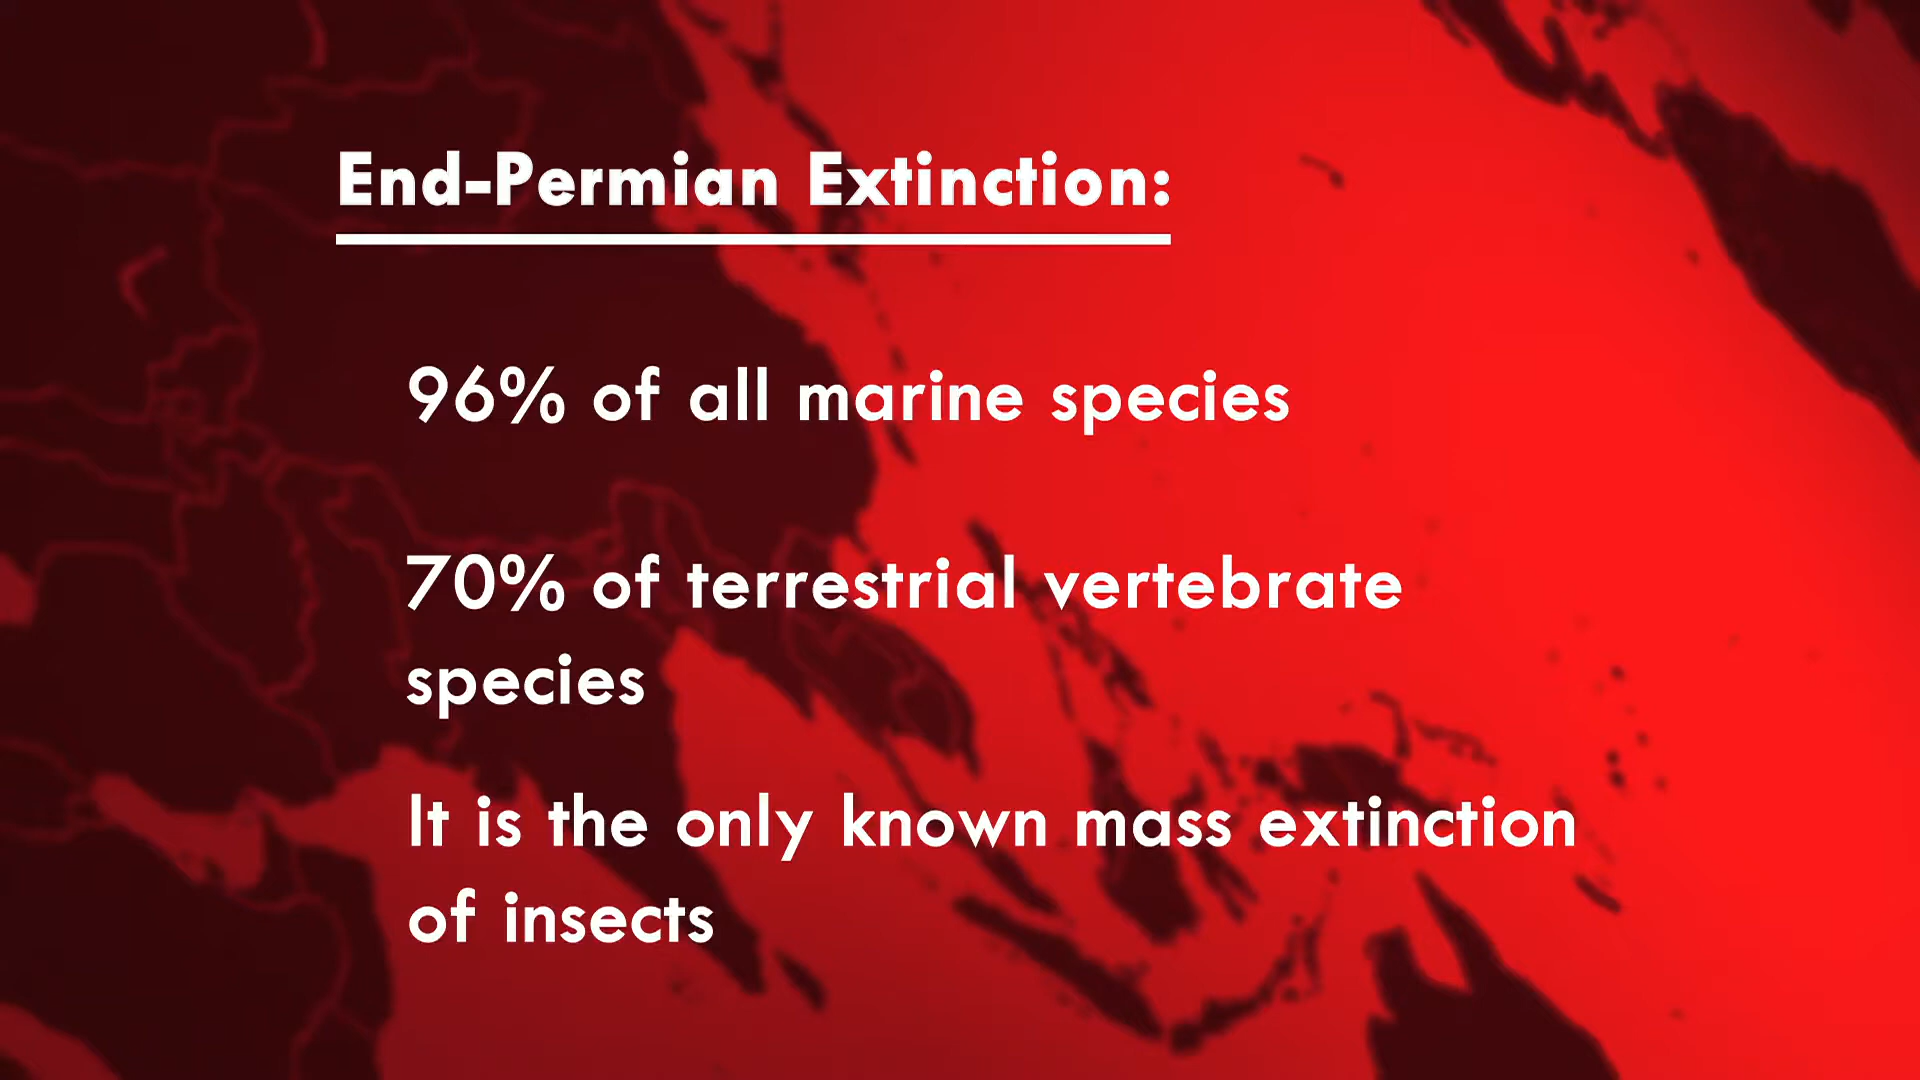 End-Permian Extinction:
96% of all marine species
70% of terrestrial vertebrate
species
It is the only known mass extinction
of insects